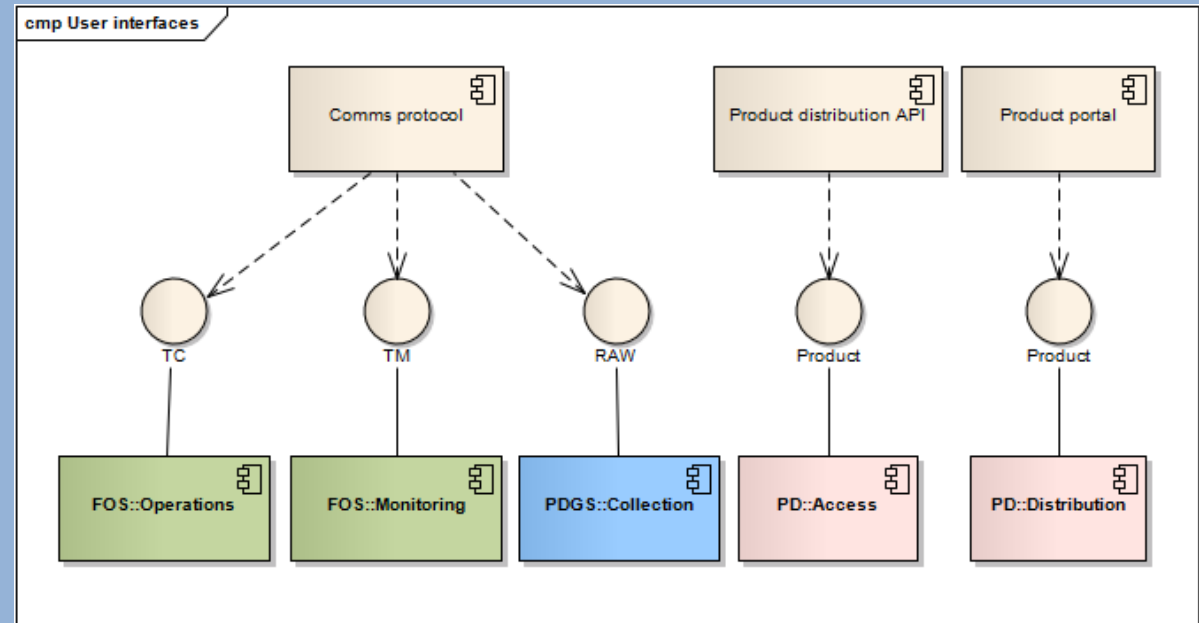 cmp User interfaces
Comms protocol
Product distribution API
Product portal
TC
TM
RAW
Product
Product
FOS::Operations
FOS::Monitoring
PDGS::Collection
PD::Access
PD::Distribution